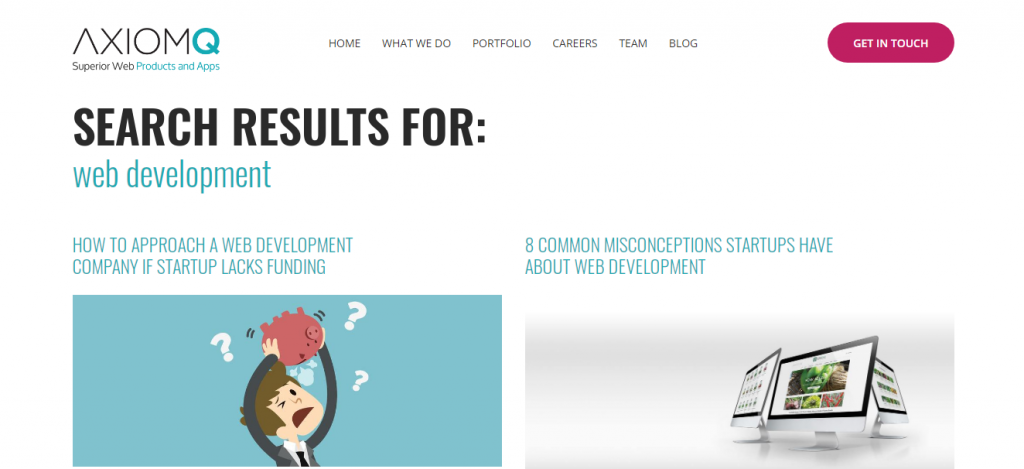 AXIOMQ
Superior Web Products and Apps
HOME WHAT WE DO PORTFOLIO CAREERS TEAM BLOG
GET IN TOUCH
SEARCH RESULTS FOR:
web development
HOW TO APPROACH A WEB DEVELOPMENT
COMPANY IF STARTUP LACKS FUNDING
8 COMMON MISCONCEPTIONS STARTUPS HAVE
ABOUT WEB DEVELOPMENT
? ? ?